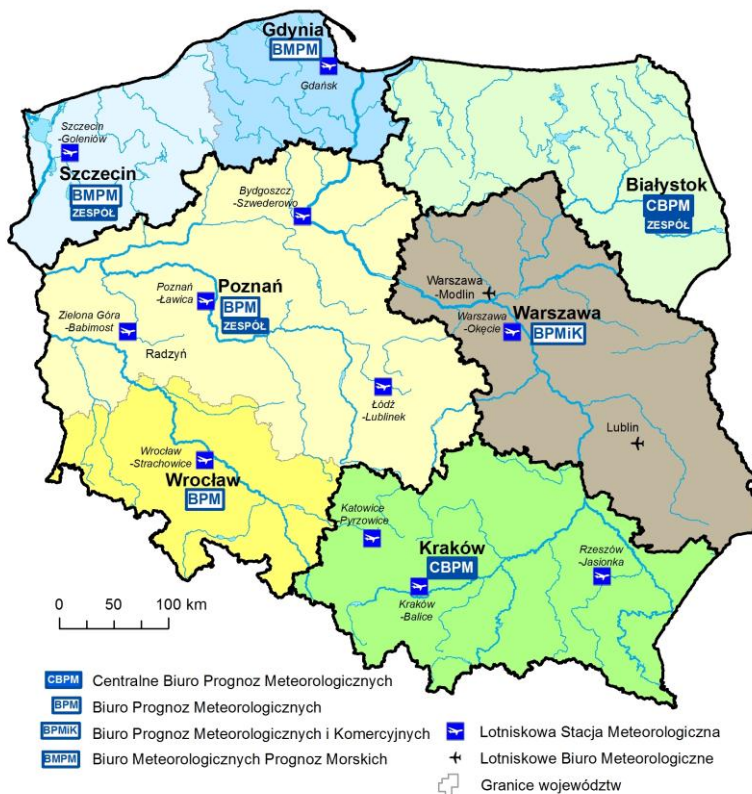 Gdynia
BMPM
Gdańsk
Szczecin
-Goleniów
Szczecin
BMPM
ZESPÓŁ
Białystok
CBPM
ZESPÓŁ
Bydgoszcz
-Szwederowo
Poznań
-Ławica
Poznań
BPM
ZESPÓŁ
Warszawa
-Modlin
Warszawa
-Okęcie
Warszawa
BPMiK
Zielona Góra
-Babimost
Radzyń
Łódź
-Lublinek
Lublin
Wrocław
-Strachowice
Wrocław
BPM
Katowice
-Pyrzowice
Kraków
CBPM
Kraków
-Balice
Rzeszów
-Jasionka
0 50 100 km
CBPM Centralne Biuro Prognoz Meteorologicznych
BPM Biuro Prognoz Meteorologicznych
BPMiK Biuro Prognoz Meteorologicznych i Komercyjnych
BMPM Biuro Meteorologicznych Prognoz Morskich
Lotniskowa Stacja Meteorologiczna
Lotniskowe Biuro Meteorologiczne
Granice województw